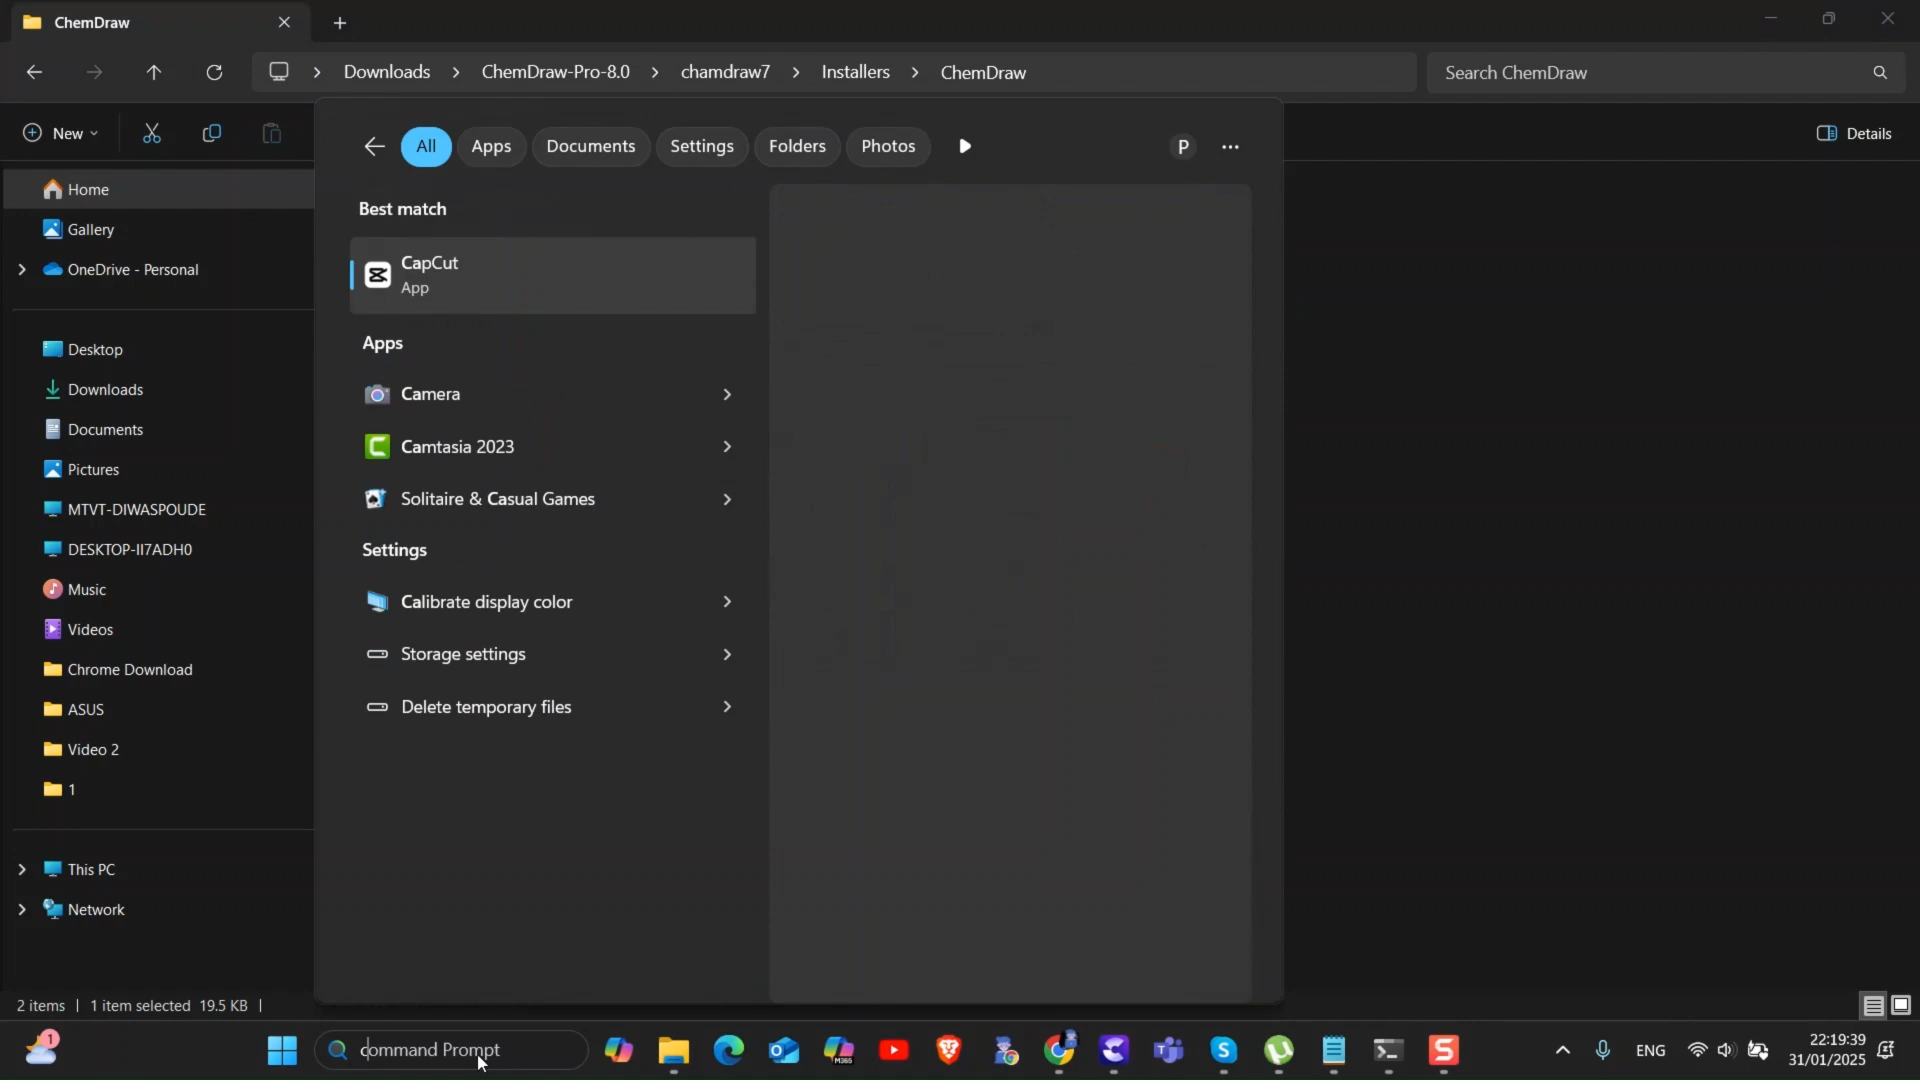 ChemDraw
Downloads > ChemDraw-Pro-8.0 > chamdraw7 > Installers > ChemDraw
Search ChemDraw
New
Details
All
Apps
Documents
Settings
Folders
Photos
P
Home
Gallery
OneDrive - Personal
Desktop
Downloads
Documents
Pictures
MTVT-DIWASPOUDE
DESKTOP-II7ADH0
Music
Videos
Chrome Download
ASUS
Video 2
1
This PC
Network
Best match
CapCut
App
Apps
Camera
Camtasia 2023
Solitaire & Casual Games
Settings
Calibrate display color
Storage settings
Delete temporary files
2 items | 1 item selected 19.5 KB |
1
command Prompt
M365
ENG
22:19:39
31/01/2025